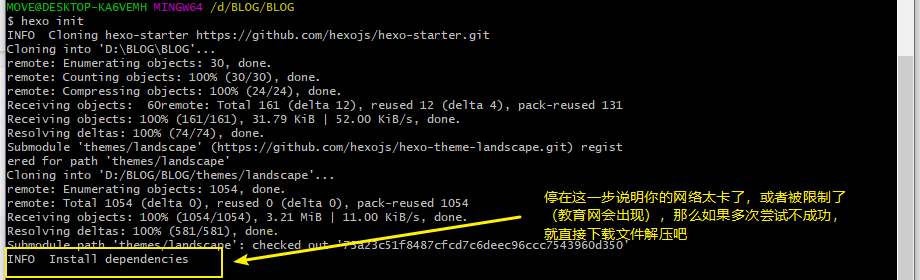 MOVE@DESKTOP-KA6VEMH MINGW64 /d/BLOG/BLOG
$ hexo init
INFO  Cloning hexo-starter https://github.com/hexojs/hexo-starter.git
Cloning into 'D:\BLOG\BLOG'...
remote: Enumerating objects: 30, done.
remote: Counting objects: 100% (30/30), done.
remote: Compressing objects: 100% (24/24), done.
Receiving objects:  60remote: Total 161 (delta 12), reused 12 (delta 4), pack-reused 131
Receiving objects: 100% (161/161), 31.79 KiB | 52.00 KiB/s, done.
Resolving deltas: 100% (74/74), done.
Submodule 'themes/landscape' (https://github.com/hexojs/hexo-theme-landscape.git) regist
ered for path 'themes/landscape'
Cloning into 'D:/BLOG/BLOG/themes/landscape'...
remote: Enumerating objects: 1054, done.
remote: Total 1054 (delta 0), reused 0 (delta 0), pack-reused 1054
Receiving objects: 100% (1054/1054), 3.21 MiB | 11.00 KiB/s, done.
Resolving deltas: 100% (581/581), done.
Submodule path 'themes/landscape': checked out '73a23c51f8487cfcd7c6deec96ccc7543960d350'
INFO  Install dependencies
停在这一步说明你的网络太卡了，或者被限制了
（教育网会出现），那么如果多次尝试不成功，
就直接下载文件解压吧